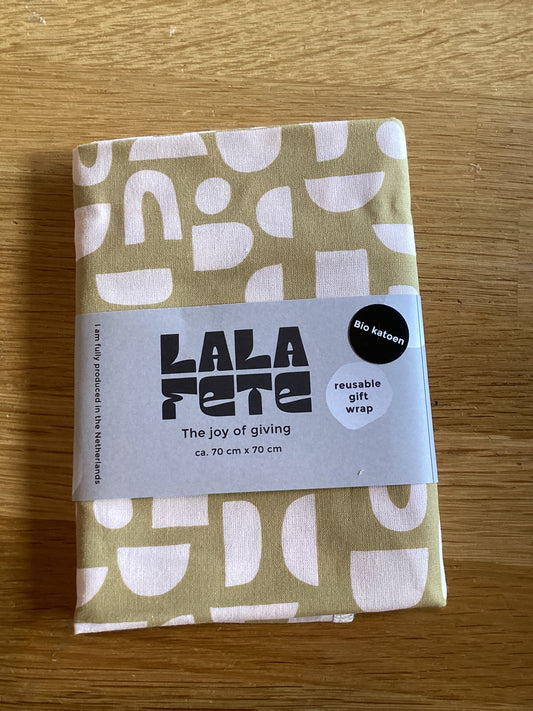 LALA
FETE
The joy of giving
ca. 70 cm x 70 cm
Bio katoen
reusable
gift
wrap
I am fully produced in the Netherlands